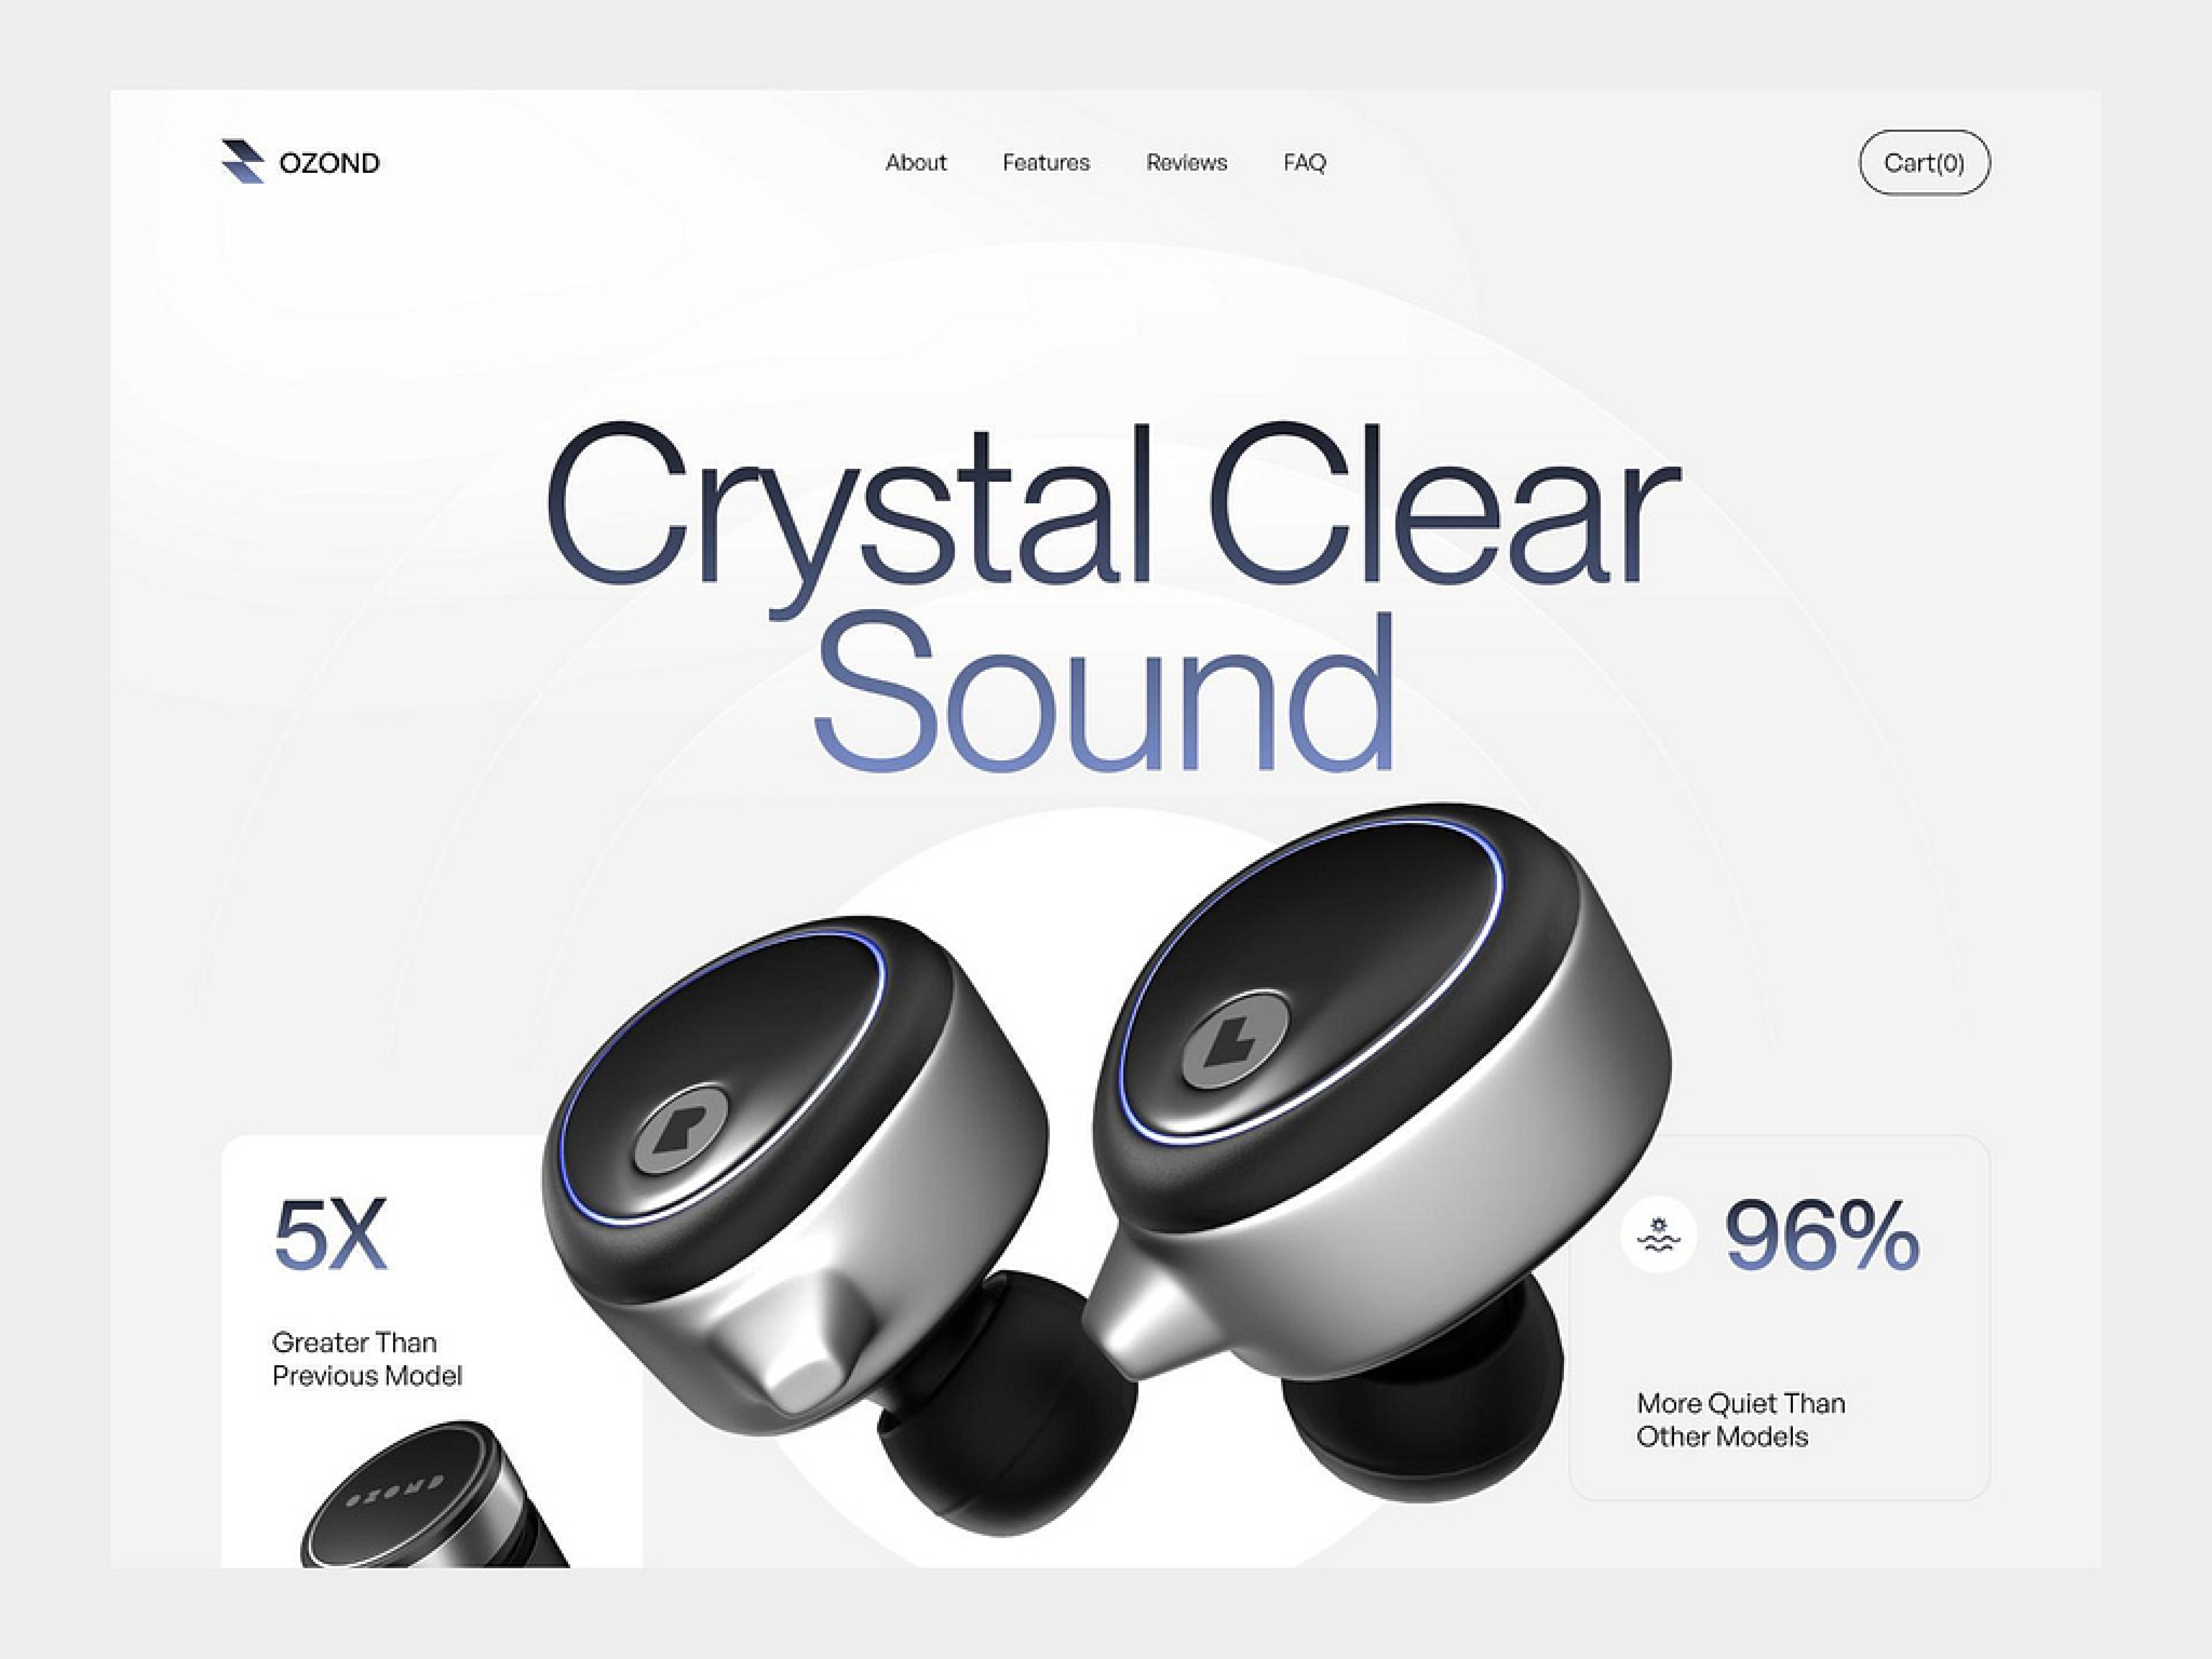 OZOND
About
Features
Reviews
FAQ
Cart(0)
Crystal Clear
Sound
R
L
5X
Greater Than
Previous Model
OZOND
96%
More Quiet Than
Other Models